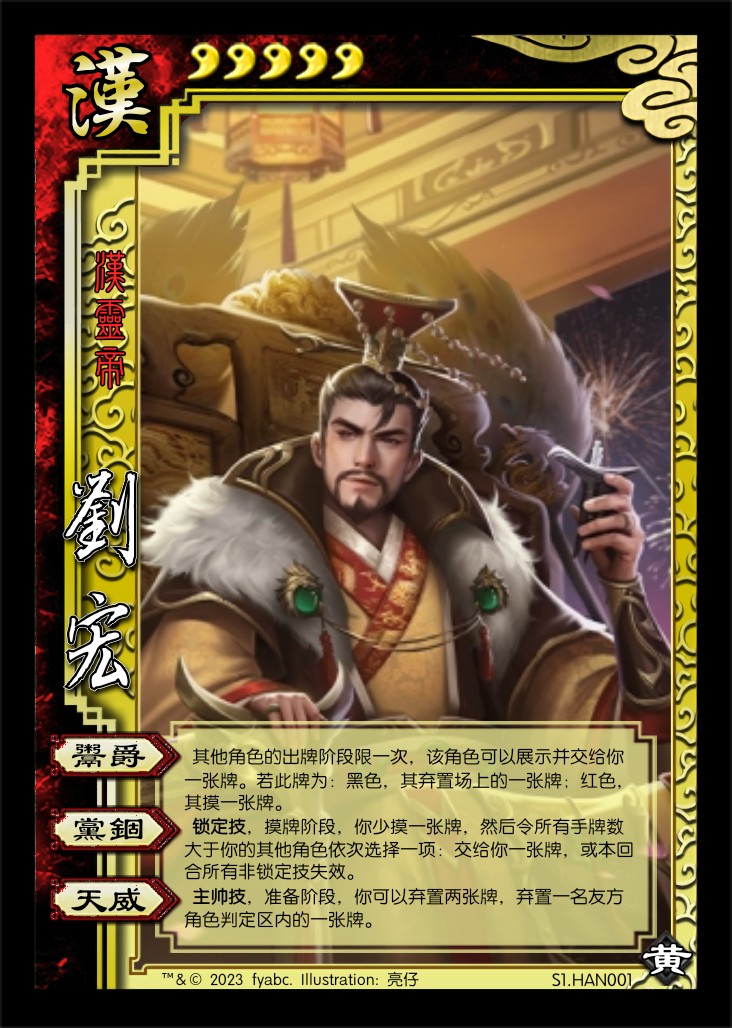 漢
漢靈帝
劉宏
鬻爵
其他角色的出牌阶段限一次，该角色可以展示并交给你
一张牌。若此牌为：黑色，其弃置场上的一张牌；红色，
其摸一张牌。
黨錮
锁定技，摸牌阶段，你少摸一张牌，然后令所有手牌数
大于你的其他角色依次选择一项：交给你一张牌，或本回
合所有非锁定技失效。
天威
主帅技，准备阶段，你可以弃置两张牌，弃置一名友方
角色判定区内的一张牌。
™&© 2023 fyabc. Illustration: 亮仔
S1.HAN001
黄